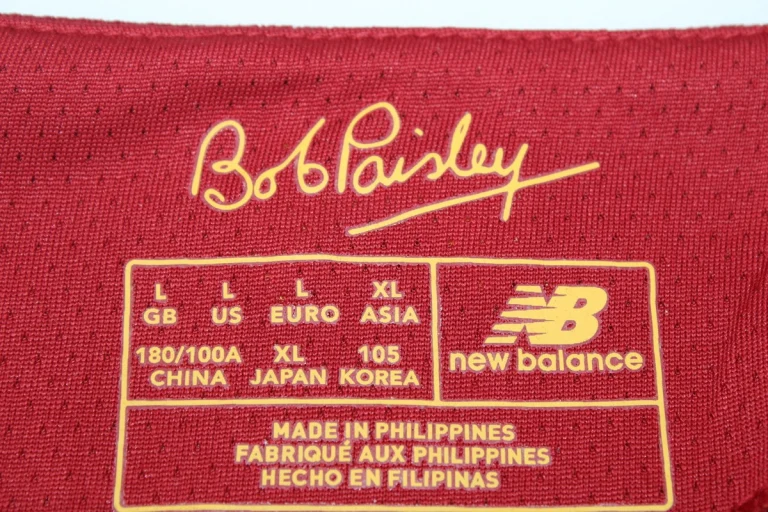 Bob Paisley
L L L XL
GB US EURO ASIA
180/100A XL 105
CHINA JAPAN KOREA
NB
new balance
MADE IN PHILIPPINES
FABRIQUÉ AUX PHILIPPINES
HECHO EN FILIPINAS